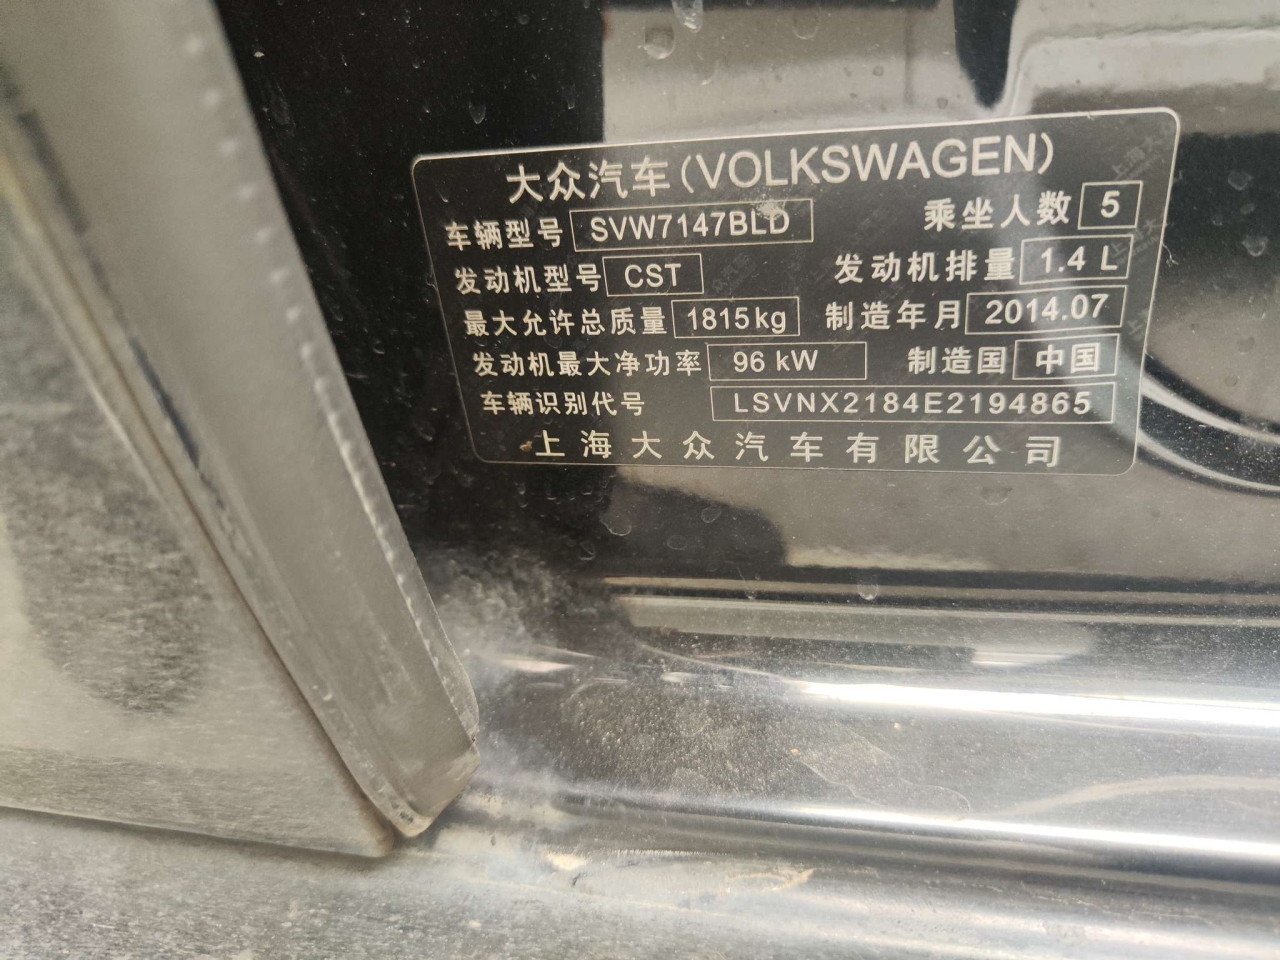 大众汽车(VOLKSWAGEN)
车辆型号 SVW7147BLD 乘坐人数 5
发动机型号 CST 发动机排量 1.4 L
最大允许总质量 1815kg 制造年月 2014.07
发动机最大净功率 96 kW 制造国 中国
车辆识别代号 LSVNX2184E2194865
上海大众汽车有限公司